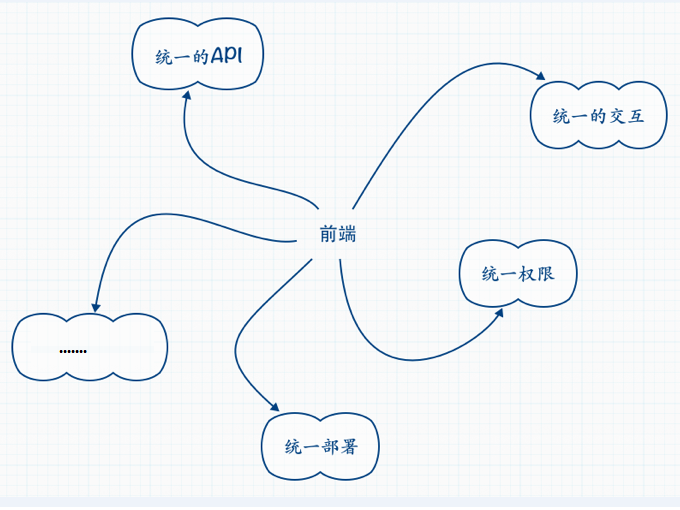 统一的API
统一的交互
前端
统一权限
.......
统一部署